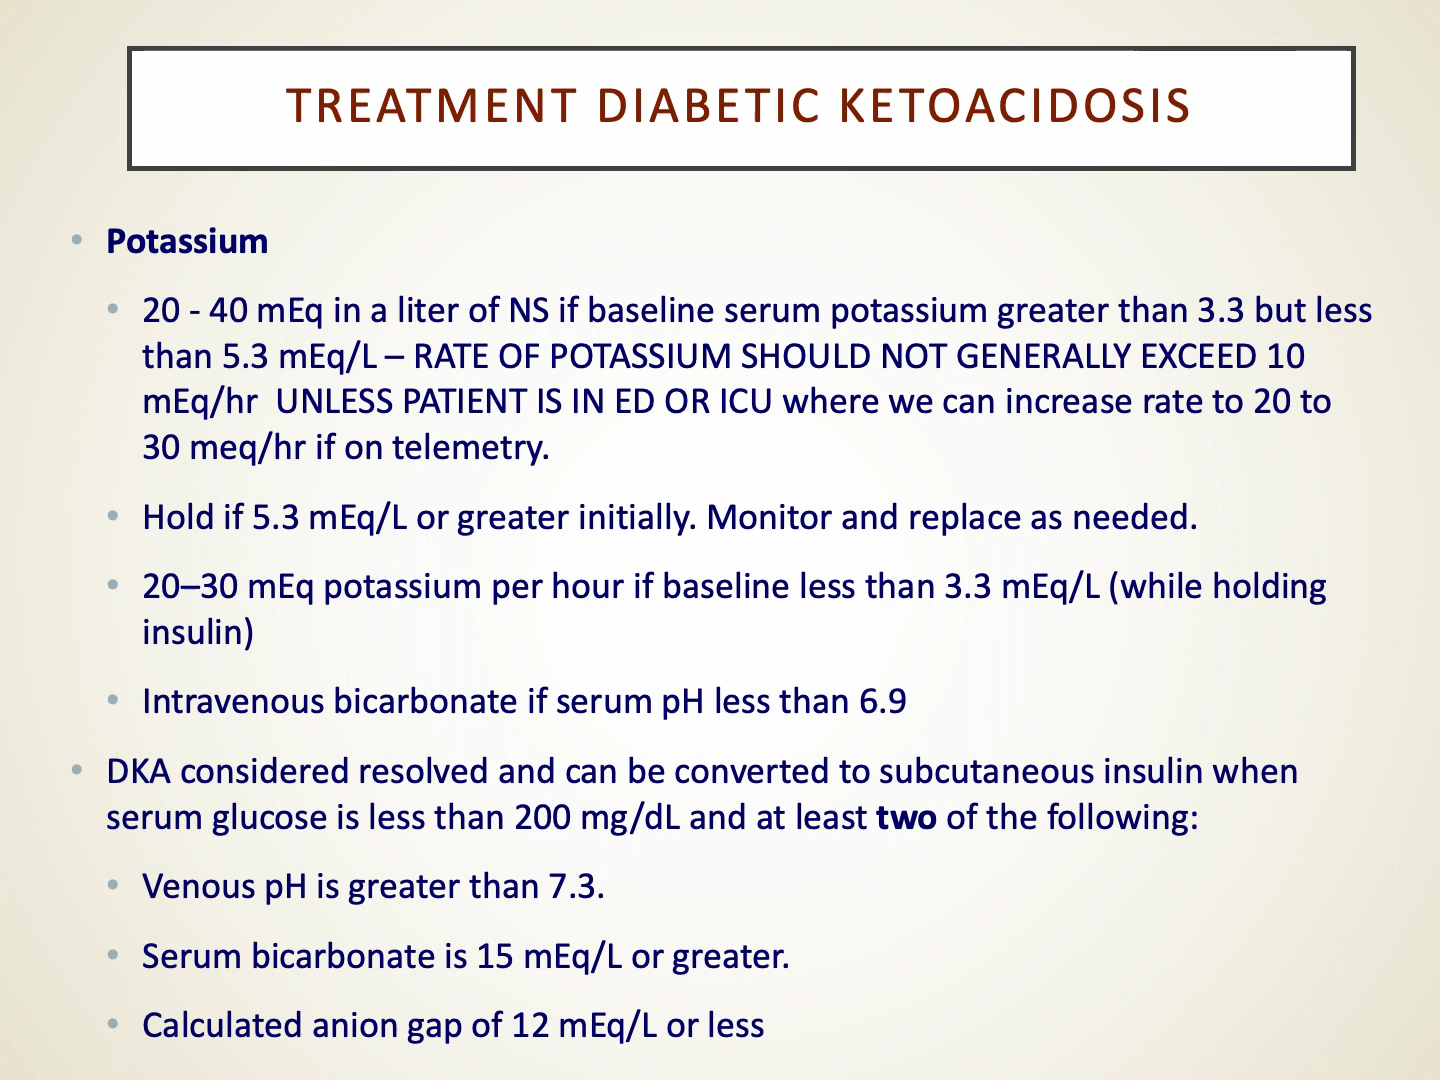 TREATMENT DIABETIC KETOACIDOSIS
• Potassium
• 20 - 40 mEq in a liter of NS if baseline serum potassium greater than 3.3 but less
than 5.3 mEq/L – RATE OF POTASSIUM SHOULD NOT GENERALLY EXCEED 10
mEq/hr  UNLESS PATIENT IS IN ED OR ICU where we can increase rate to 20 to
30 meq/hr if on telemetry.
• Hold if 5.3 mEq/L or greater initially. Monitor and replace as needed.
• 20–30 mEq potassium per hour if baseline less than 3.3 mEq/L (while holding
insulin)
• Intravenous bicarbonate if serum pH less than 6.9
• DKA considered resolved and can be converted to subcutaneous insulin when
serum glucose is less than 200 mg/dL and at least two of the following:
• Venous pH is greater than 7.3.
• Serum bicarbonate is 15 mEq/L or greater.
• Calculated anion gap of 12 mEq/L or less